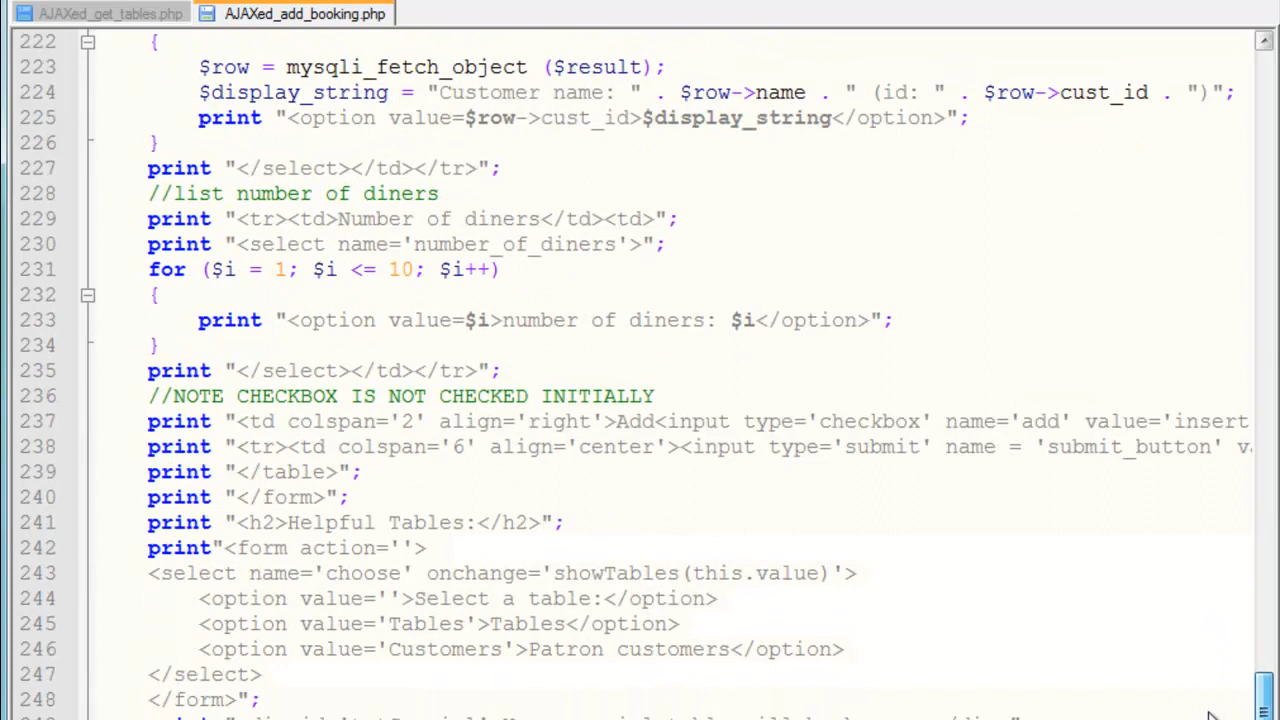 AJAXed_get_tables.php AJAXed_add_booking.php
222 {
223 $row = mysqli_fetch_object ($result);
224 $display_string = "Customer name: " . $row->name . " (id: " . $row->cust_id . ")";
225 print "<option value=$row->cust_id>$display_string</option>";
226 }
227 print "</select></td></tr>";
228 //list number of diners
229 print "<tr><td>Number of diners</td><td>";
230 print "<select name='number_of_diners'>";
231 for ($i = 1; $i <= 10; $i++)
232 {
233 print "<option value=$i>number of diners: $i</option>";
234 }
235 print "</select></td></tr>";
236 //NOTE CHECKBOX IS NOT CHECKED INITIALLY
237 print "<td colspan='2' align='right'>Add<input type='checkbox' name='add' value='insert
238 print "<tr><td colspan='6' align='center'><input type='submit' name = 'submit_button' v
239 print "</table>";
240 print "</form>";
241 print "<h2>Helpful Tables:</h2>";
242 print"<form action=''>
243 <select name='choose' onchange='showTables(this.value)'>
244 <option value=''>Select a table:</option>
245 <option value='Tables'>Tables</option>
246 <option value='Customers'>Patron customers</option>
247 </select>
248 </form>";